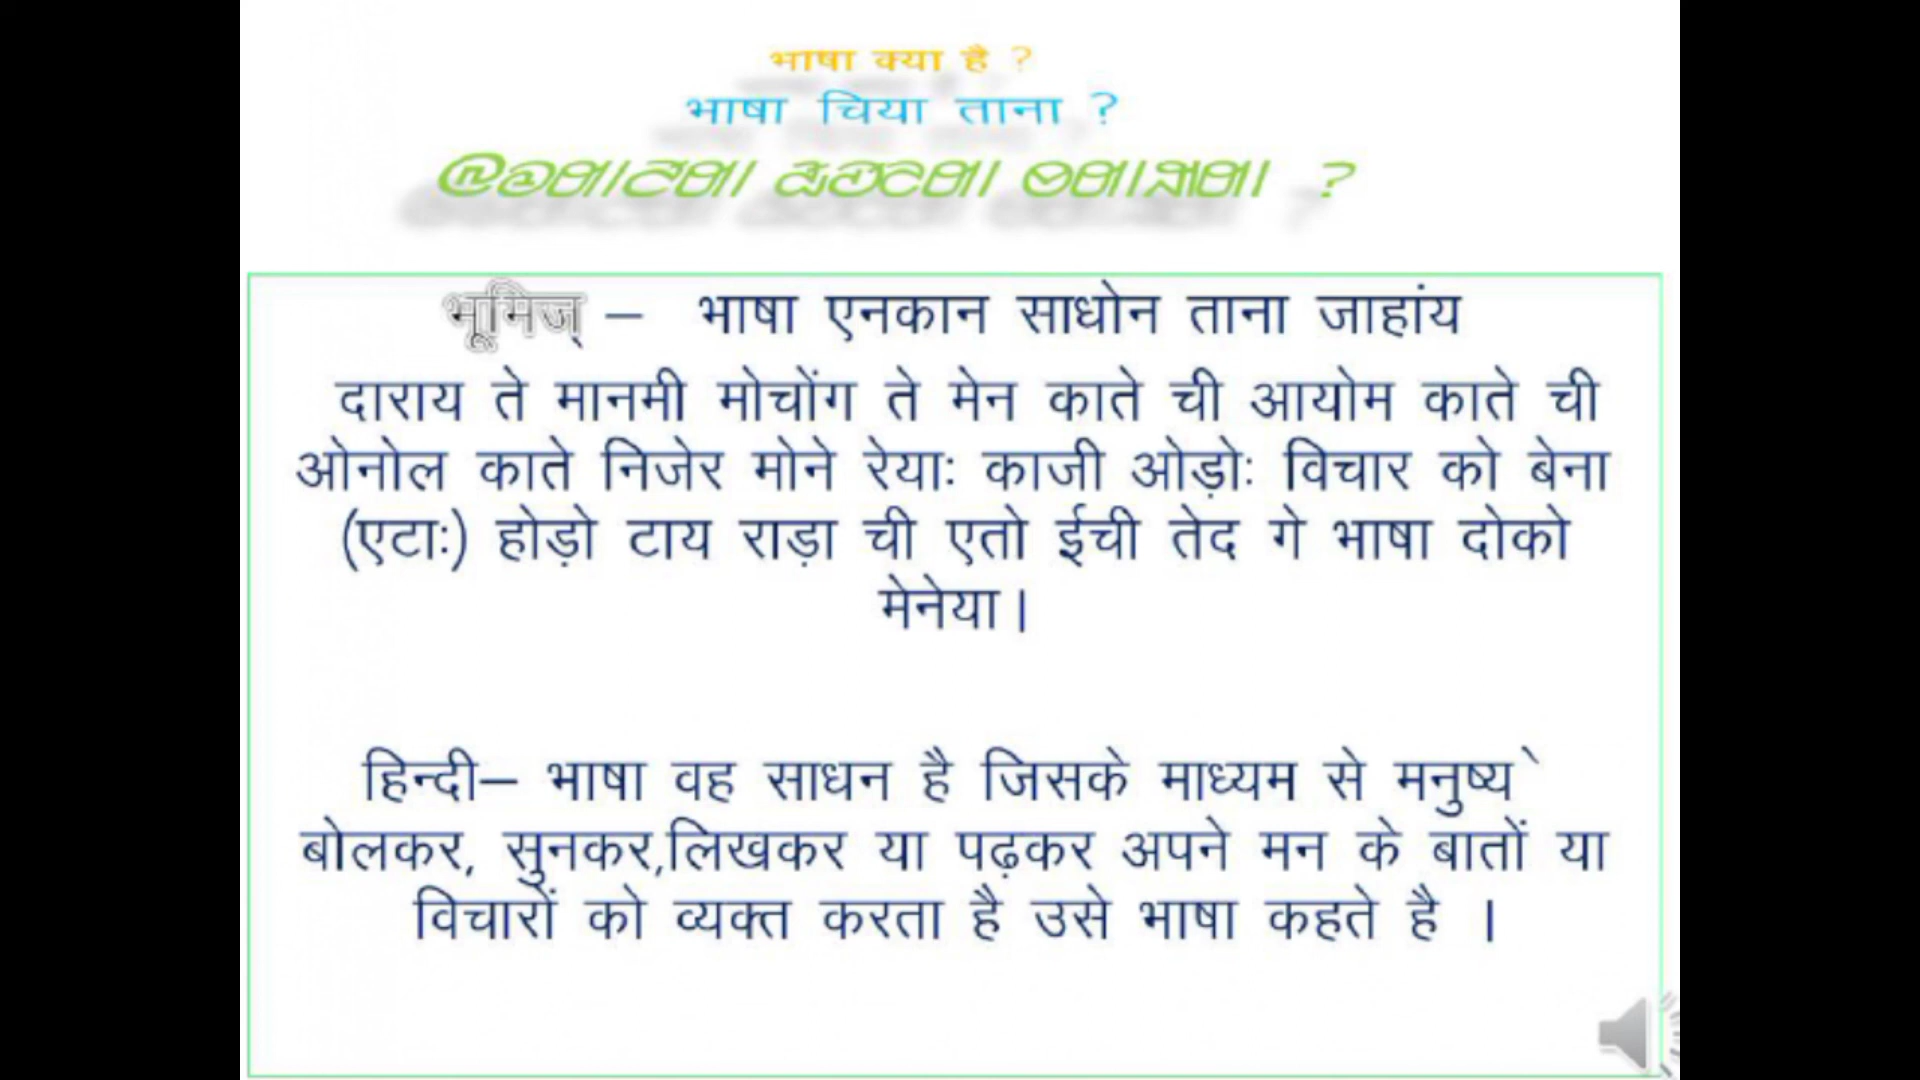 भाषा क्या है ?
भाषा चिया ताना ?
भूमिज् – भाषा एनकान साधोन ताना जाहांय
दाराय ते मानमी मोचोंग ते मेन काते ची आयोम काते ची
ओनोल काते निजेर मोने रेयाः काजी ओड़ोः विचार को बेना
(एटाः) होड़ो टाय राड़ा ची एतो ईची तेद गे भाषा दोको
मेनेया।
हिन्दी– भाषा वह साधन है जिसके माध्यम से मनुष्य`
बोलकर, सुनकर,लिखकर या पढ़कर अपने मन के बातों या
विचारों को व्यक्त करता है उसे भाषा कहते है ।